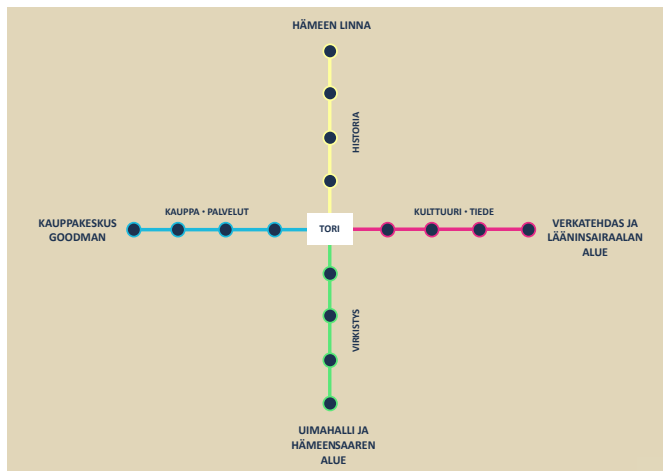 HÄMEEN LINNA
HISTORIA
KAUPPA • PALVELUT
KULTTUURI • TIEDE
KAUPPAKESKUS
GOODMAN
TORI
VERKATEHDAS JA
LÄÄNINSAIRAALAN
ALUE
VIRKISTYS
UIMAHALLI JA
HÄMEENSAAREN
ALUE